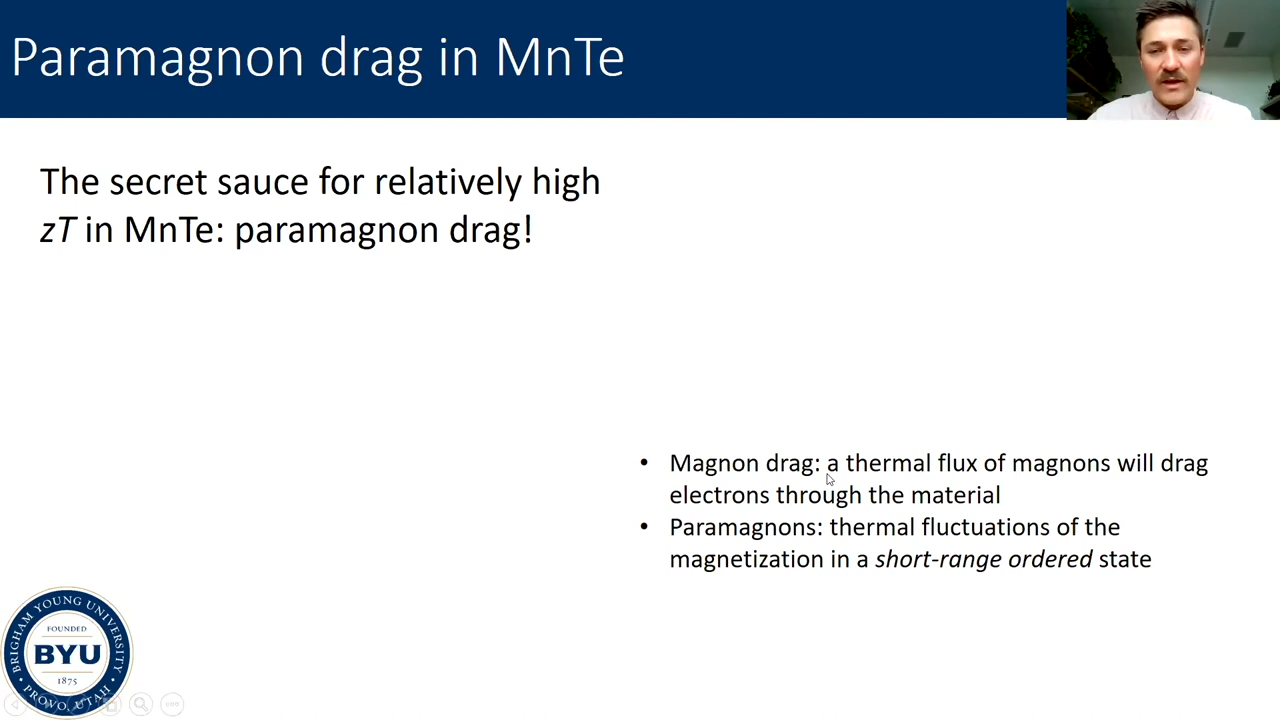 Paramagnon drag in MnTe
The secret sauce for relatively high
zT in MnTe: paramagnon drag!
• Magnon drag: a thermal flux of magnons will drag
electrons through the material
• Paramagnons: thermal fluctuations of the
magnetization in a short-range ordered state
BRIGHAM YOUNG UNIVERSITY
FOUNDED
BYU
1875
PROVO, UTAH